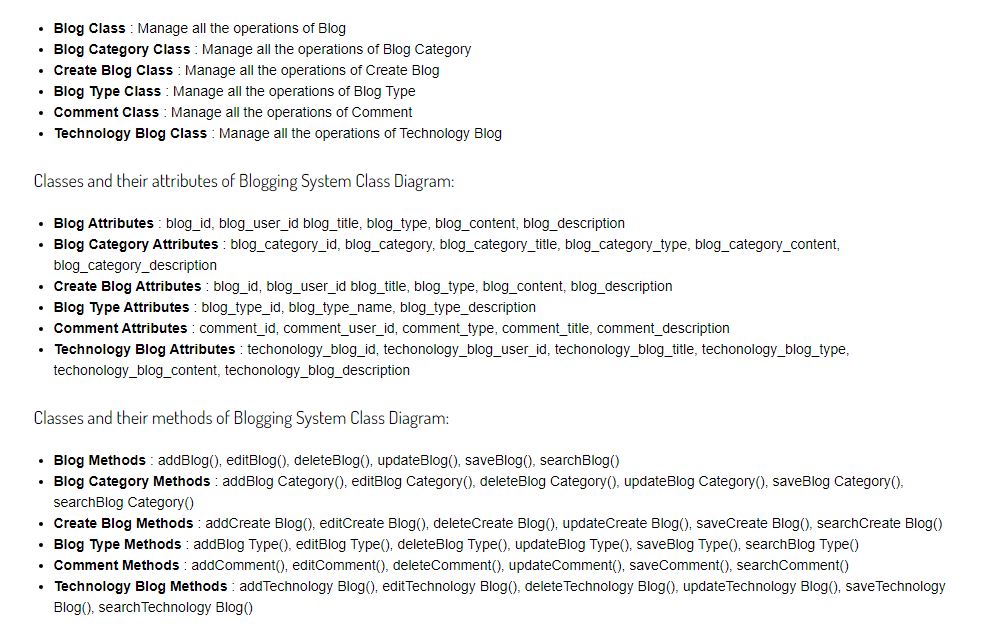 Blog Class : Manage all the operations of Blog
Blog Category Class : Manage all the operations of Blog Category
Create Blog Class : Manage all the operations of Create Blog
Blog Type Class : Manage all the operations of Blog Type
Comment Class : Manage all the operations of Comment
Technology Blog Class : Manage all the operations of Technology Blog
Classes and their attributes of Blogging System Class Diagram:
Blog Attributes : blog_id, blog_user_id blog_title, blog_type, blog_content, blog_description
Blog Category Attributes : blog_category_id, blog_category, blog_category_title, blog_category_type, blog_category_content,
blog_category_description
Create Blog Attributes : blog_id, blog_user_id blog_title, blog_type, blog_content, blog_description
Blog Type Attributes : blog_type_id, blog_type_name, blog_type_description
Comment Attributes : comment_id, comment_user_id, comment_type, comment_title, comment_description
Technology Blog Attributes : techonology_blog_id, techonology_blog_user_id, techonology_blog_title, techonology_blog_type,
techonology_blog_content, techonology_blog_description
Classes and their methods of Blogging System Class Diagram:
Blog Methods : addBlog(), editBlog(), deleteBlog(), updateBlog(), saveBlog(), searchBlog()
Blog Category Methods : addBlog Category(), editBlog Category(), deleteBlog Category(), updateBlog Category(), saveBlog Category(),
searchBlog Category()
Create Blog Methods : addCreate Blog(), editCreate Blog(), deleteCreate Blog(), updateCreate Blog(), saveCreate Blog(), searchCreate Blog()
Blog Type Methods : addBlog Type(), editBlog Type(), deleteBlog Type(), updateBlog Type(), saveBlog Type(), searchBlog Type()
Comment Methods : addComment(), editComment(), deleteComment(), updateComment(), saveComment(), searchComment()
Technology Blog Methods : addTechnology Blog(), editTechnology Blog(), deleteTechnology Blog(), updateTechnology Blog(), saveTechnology
Blog(), searchTechnology Blog()